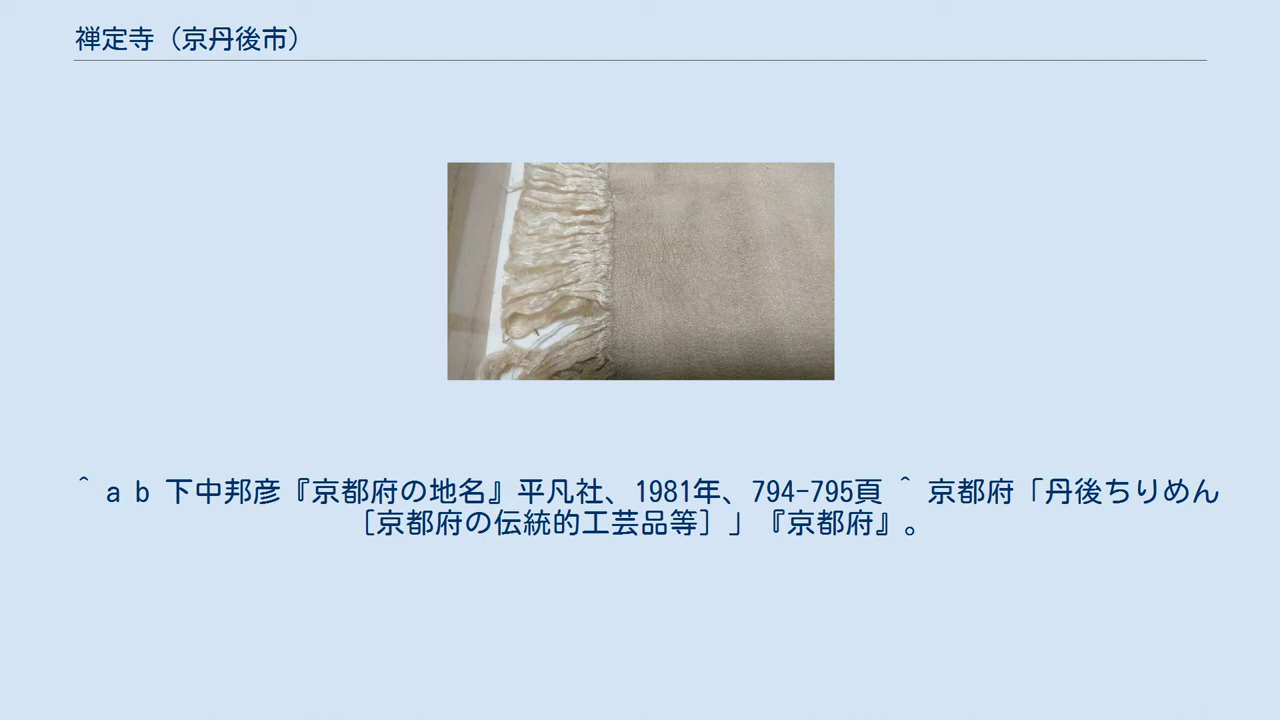 禅定寺（京丹後市）
^ a b 下中邦彦『京都府の地名』平凡社、1981年、794-795頁 ^ 京都府「丹後ちりめん
［京都府の伝統的工芸品等］」『京都府』。